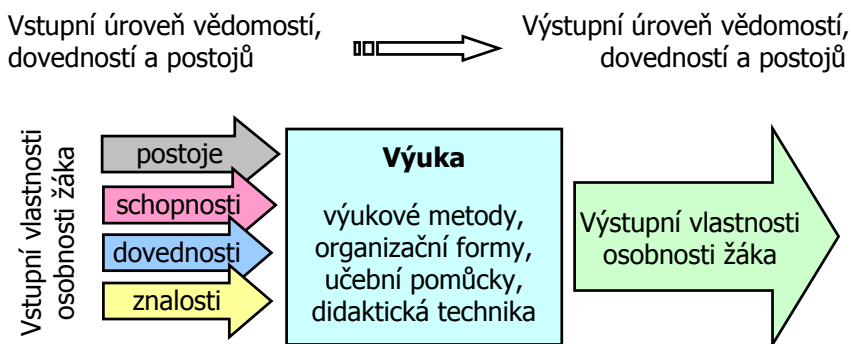 Vstupní úroveň vědomostí,
dovedností a postojů
Výstupní úroveň vědomostí,
dovedností a postojů
Vstupní vlastnosti
osobnosti žáka
postoje
schopnosti
dovednosti
znalosti
Výuka
výukové metody,
organizační formy,
učební pomůcky,
didaktická technika
Výstupní vlastnosti
osobnosti žáka